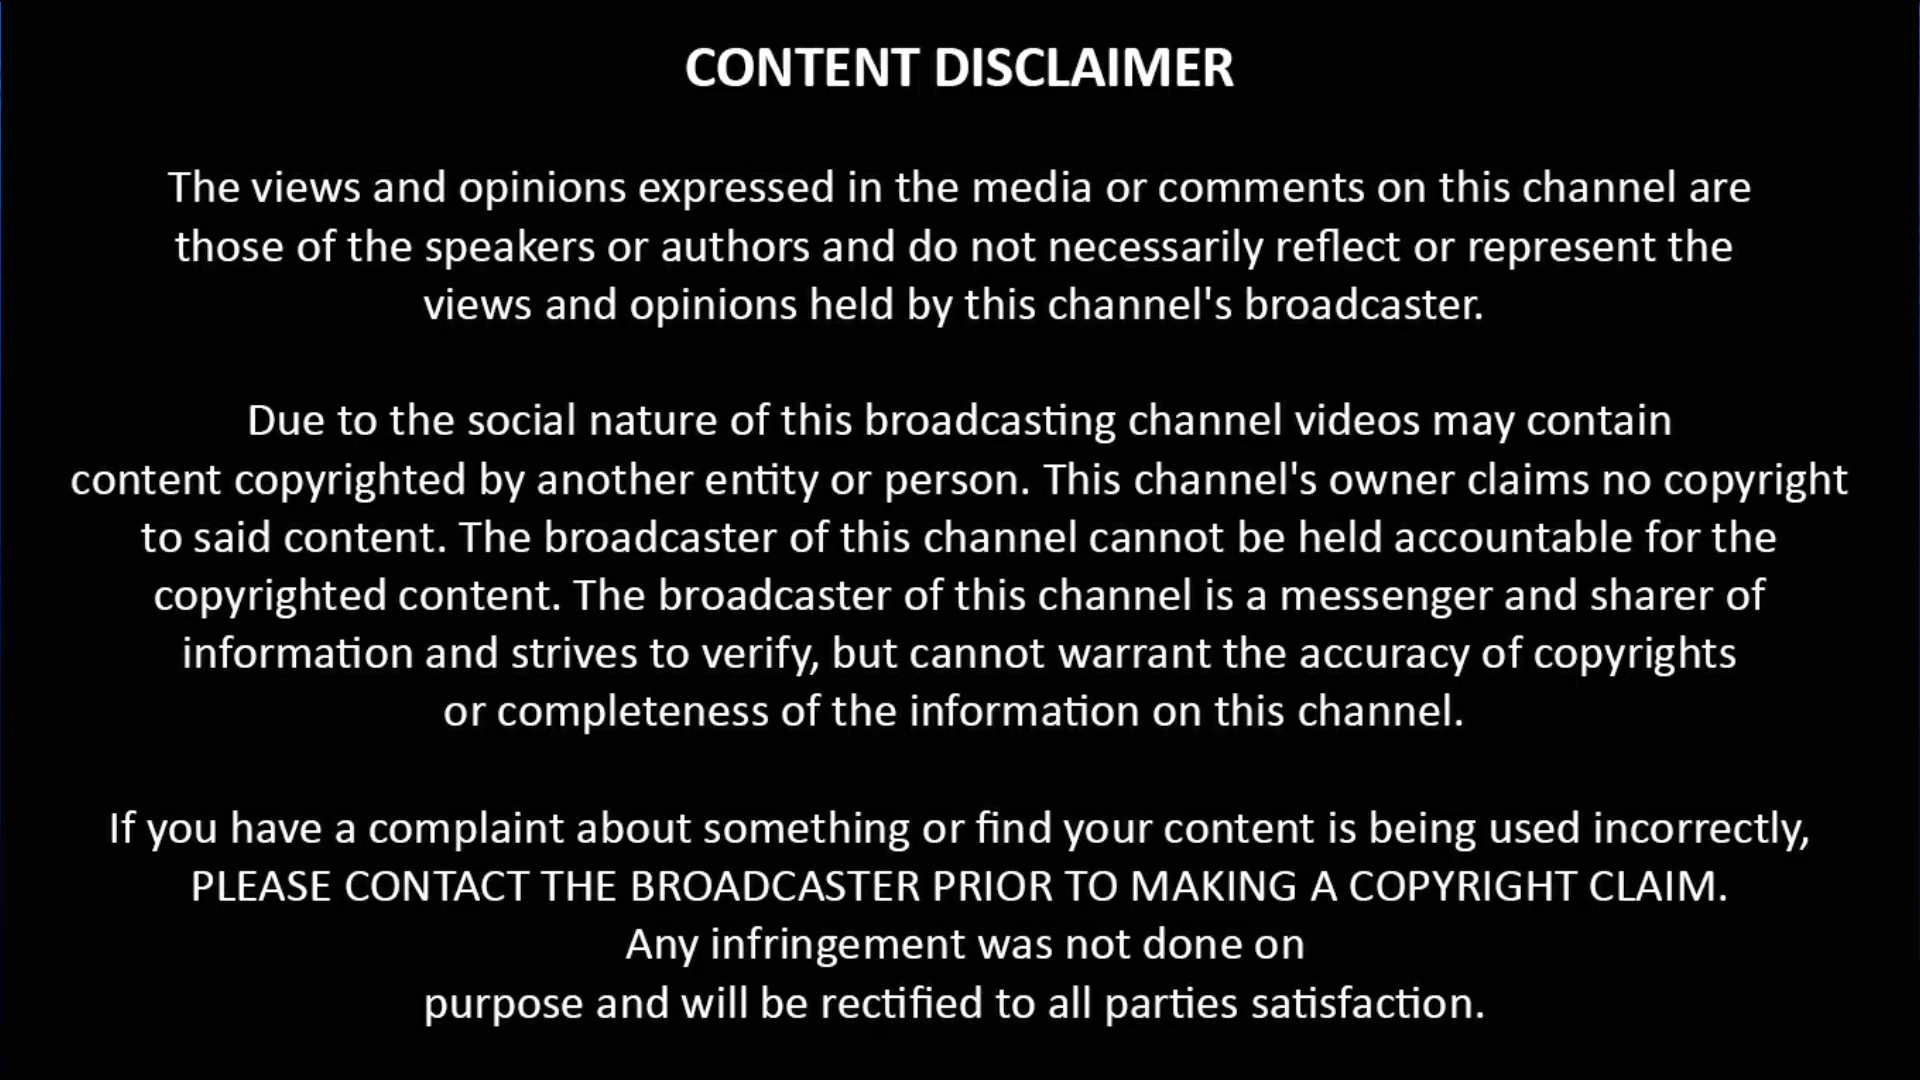 CONTENT DISCLAIMER
The views and opinions expressed in the media or comments on this channel are
those of the speakers or authors and do not necessarily reflect or represent the
views and opinions held by this channel's broadcaster.
Due to the social nature of this broadcasting channel videos may contain
content copyrighted by another entity or person. This channel's owner claims no copyright
to said content. The broadcaster of this channel cannot be held accountable for the
copyrighted content. The broadcaster of this channel is a messenger and sharer of
information and strives to verify, but cannot warrant the accuracy of copyrights
or completeness of the information on this channel.
If you have a complaint about something or find your content is being used incorrectly,
PLEASE CONTACT THE BROADCASTER PRIOR TO MAKING A COPYRIGHT CLAIM.
Any infringement was not done on
purpose and will be rectified to all parties satisfaction.